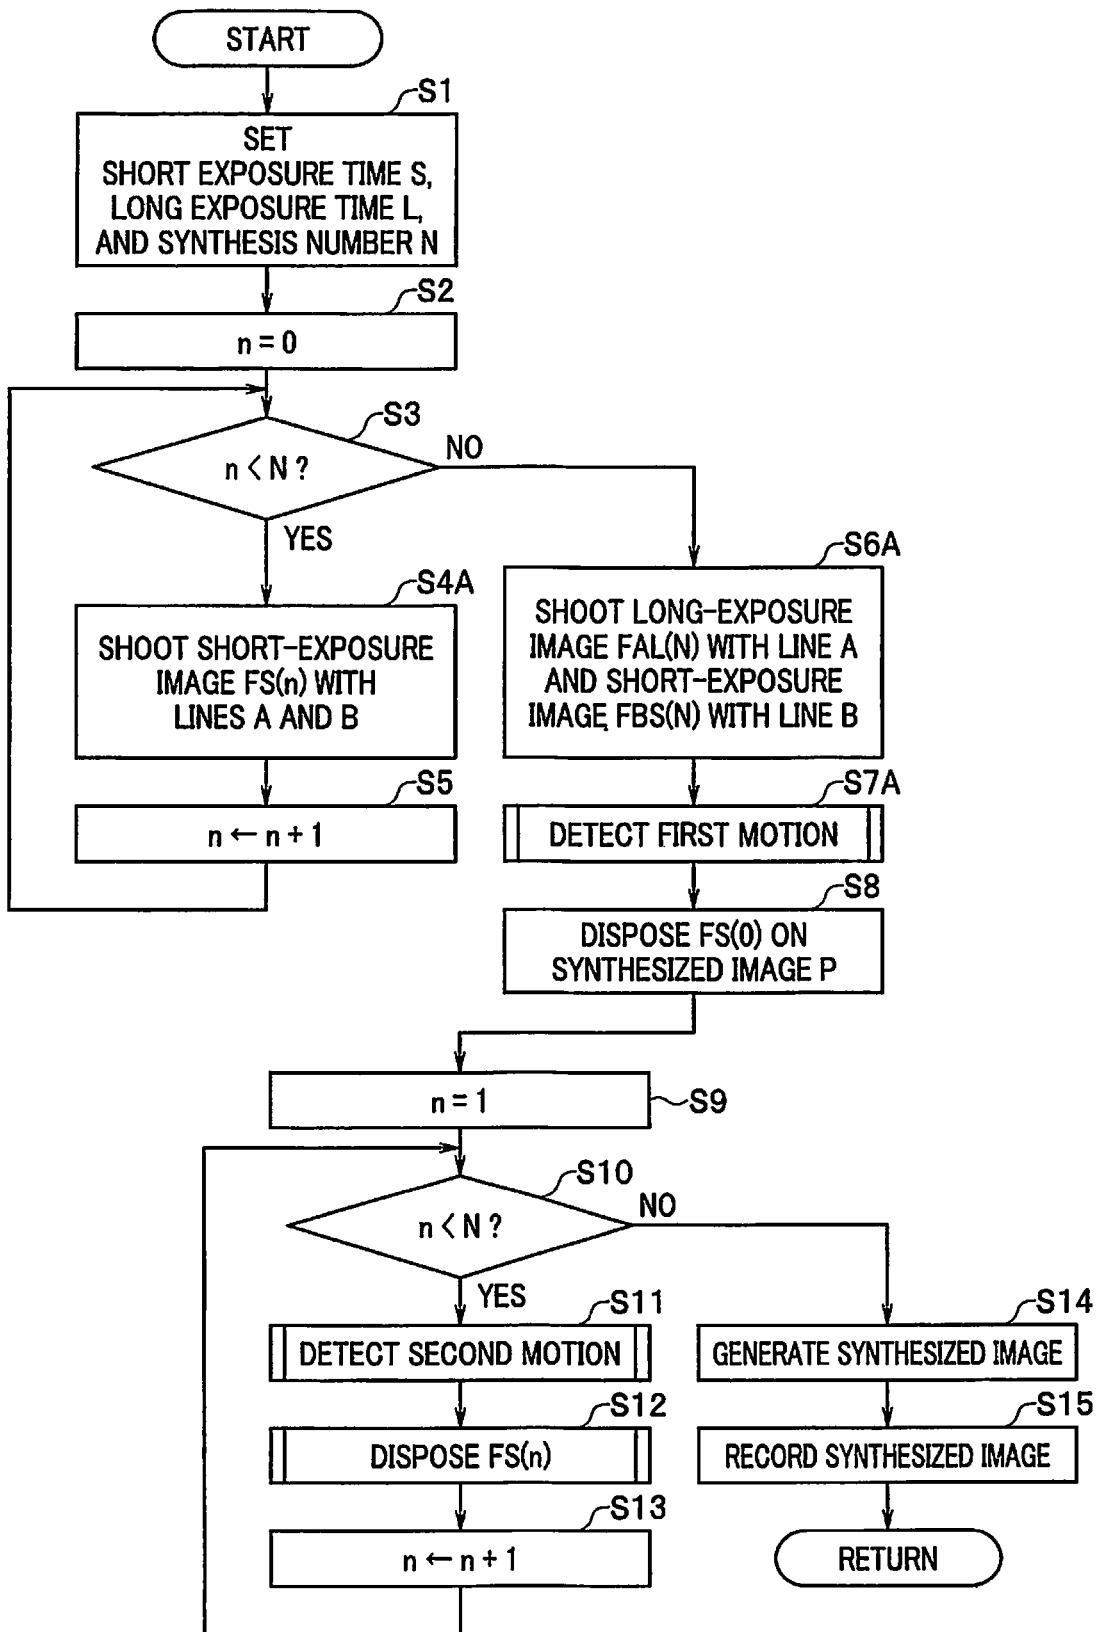 START
S1
SET
SHORT EXPOSURE TIME S,
LONG EXPOSURE TIME L,
AND SYNTHESIS NUMBER N
S2
n = 0
S3
n < N ?
NO
YES
S4A
SHOOT SHORT-EXPOSURE
IMAGE FS(n) WITH
LINES A AND B
S5
n ← n + 1
S6A
SHOOT LONG-EXPOSURE
IMAGE FAL(N) WITH LINE A
AND SHORT-EXPOSURE
IMAGE FBS(N) WITH LINE B
S7A
DETECT FIRST MOTION
S8
DISPOSE FS(0) ON
SYNTHESIZED IMAGE P
n = 1
S9
S10
n < N ?
NO
YES
S11
DETECT SECOND MOTION
S12
DISPOSE FS(n)
S13
n ← n + 1
S14
GENERATE SYNTHESIZED IMAGE
S15
RECORD SYNTHESIZED IMAGE
RETURN